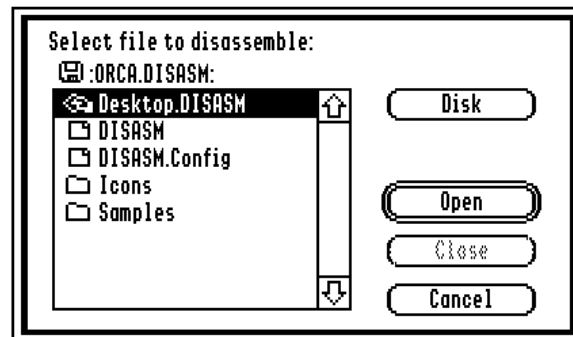 Select file to disassemble:
:ORCA.DISASM:
Desktop.DISASM
DISASM
DISASM.Config
Icons
Samples
Disk
Open
Close
Cancel